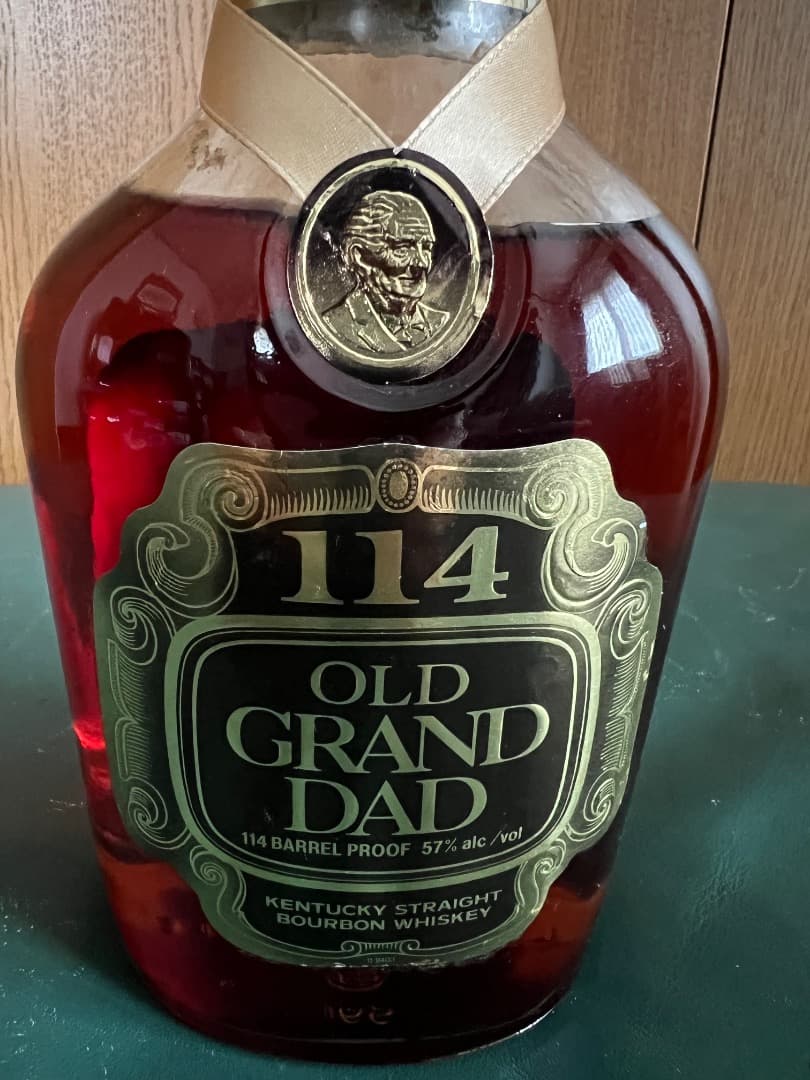 114
OLD
GRAND
DAD
114 BARREL PROOF 57% alc/vol
KENTUCKY STRAIGHT
BOURBON WHISKEY